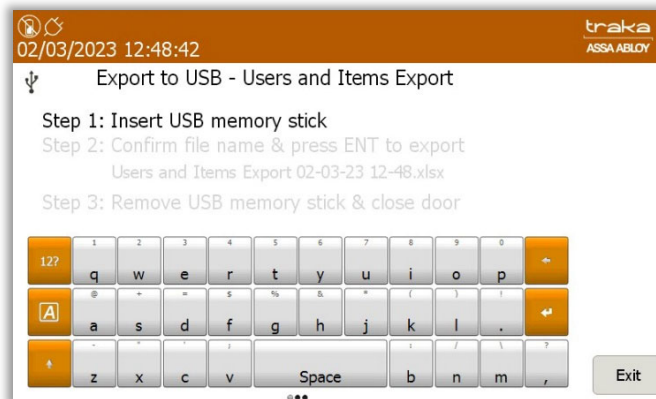 traka
02/03/2023 12:48:42
ASSA ABLOY
Export to USB - Users and Items Export
Step 1: Insert USB memory stick
Step 2: Confirm file name & press ENT to export
Users and Items Export 02-03-23 12-48.xlsx
Step 3: Remove USB memory stick & close door
1 2 3 4 5 6 7 8 9 0
12? q w e r t y u i o p
@ + = $ % & * ( ) !
A a s d f g h j k l .
- " ' ; : / \ ?
z x c v Space b n m ,
Exit